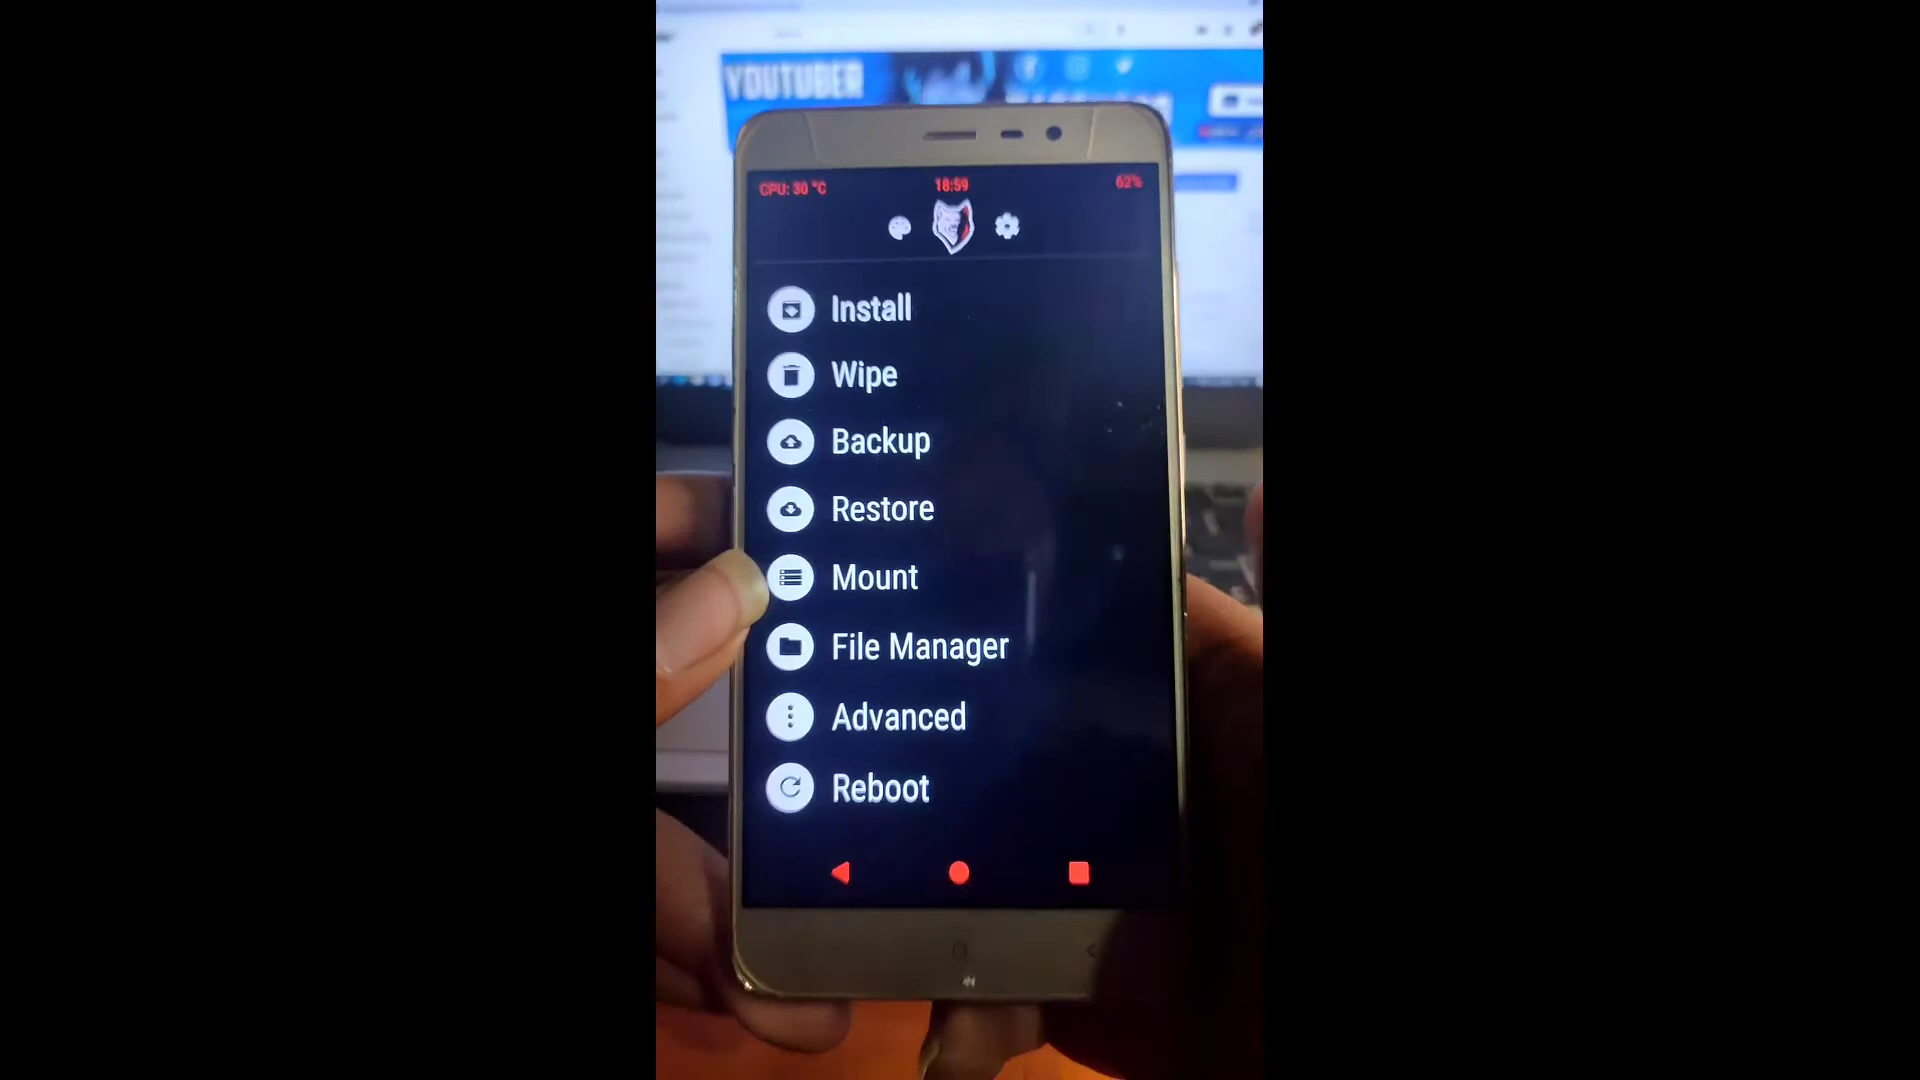 YOUTUBER
CPU: 30 °C
18:59
62%
Install
Wipe
Backup
Restore
Mount
File Manager
Advanced
Reboot